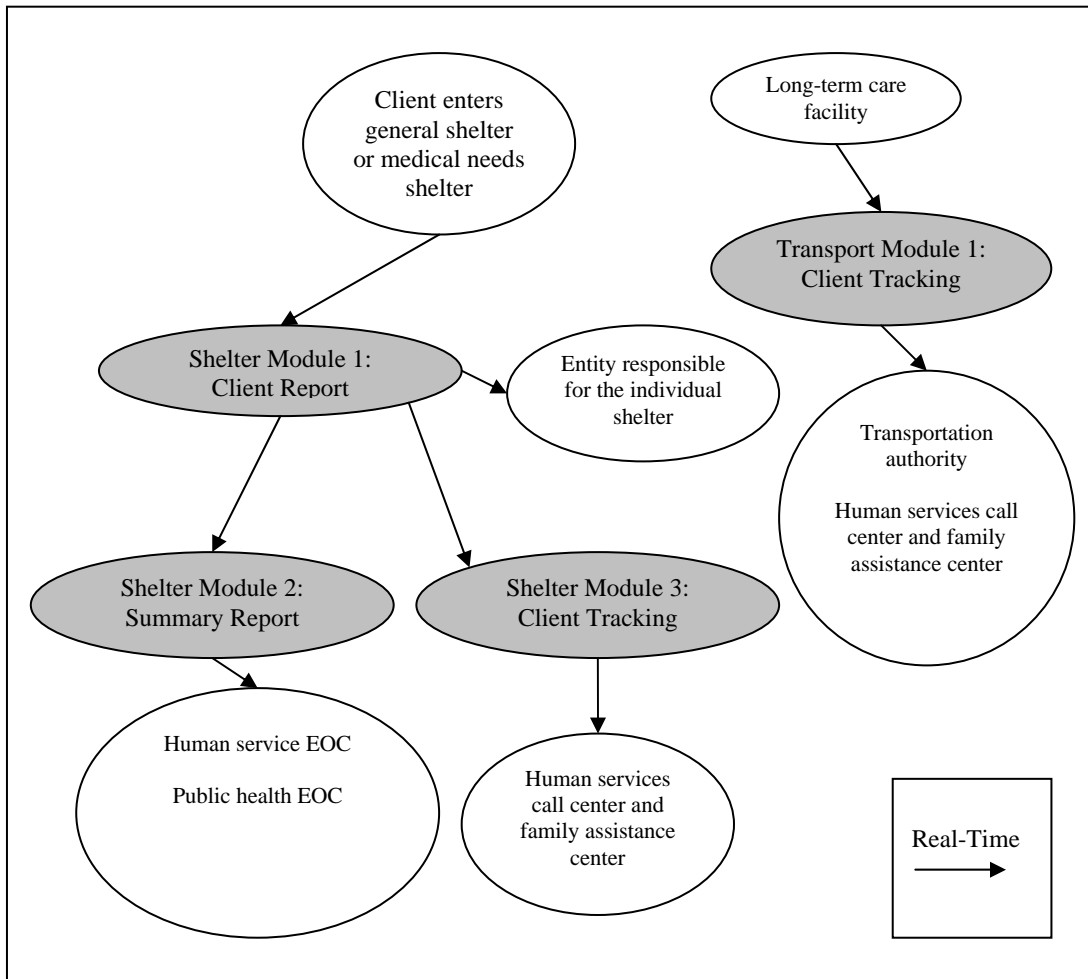 Client enters
general shelter
or medical needs
shelter
Long-term care
facility
Transport Module 1:
Client Tracking
Shelter Module 1:
Client Report
Entity responsible
for the individual
shelter
Transportation
authority
Human services call
center and family
assistance center
Shelter Module 2:
Summary Report
Shelter Module 3:
Client Tracking
Human service EOC
Public health EOC
Human services
call center and
family assistance
center
Real-Time